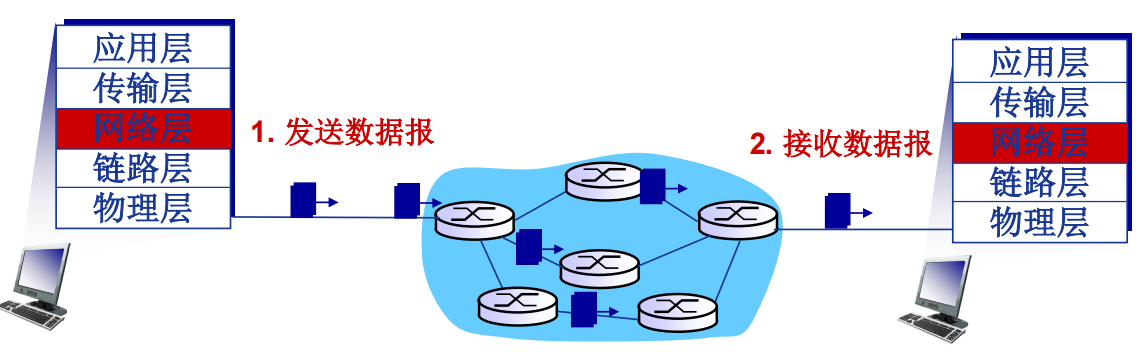 应用层
传输层
网络层
链路层
物理层
1. 发送数据报
2. 接收数据报
应用层
传输层
网络层
链路层
物理层